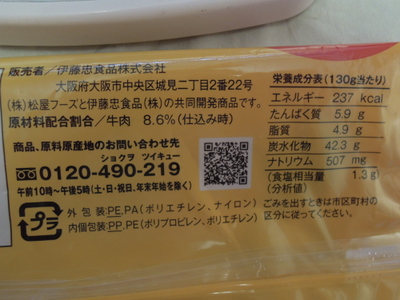 販売者／伊藤忠食品株式会社
大阪府大阪市中央区城見二丁目2番22号
(株)松屋フーズと伊藤忠食品(株)の共同開発商品です。
原材料配合割合／牛肉 8.6%(仕込み時)
商品、原料原産地のお問い合わせ先
ショクヲ ツイキュー
0120-490-219
午前10時〜午後5時(土・日・祝日、年末年始を除く)
プラ
外 包 装:PE,PA(ポリエチレン、ナイロン)
内個包装:PP,PE(ポリプロピレン、ポリエチレン)
栄養成分表(130g当たり)
エネルギー 237 kcal
たんぱく質 5.9 g
脂質 4.9 g
炭水化物 42.3 g
ナトリウム 507 mg
(食塩相当量 1.3g)
(分析値)
ごみを出すときは市区町村の
区分に従ってください。